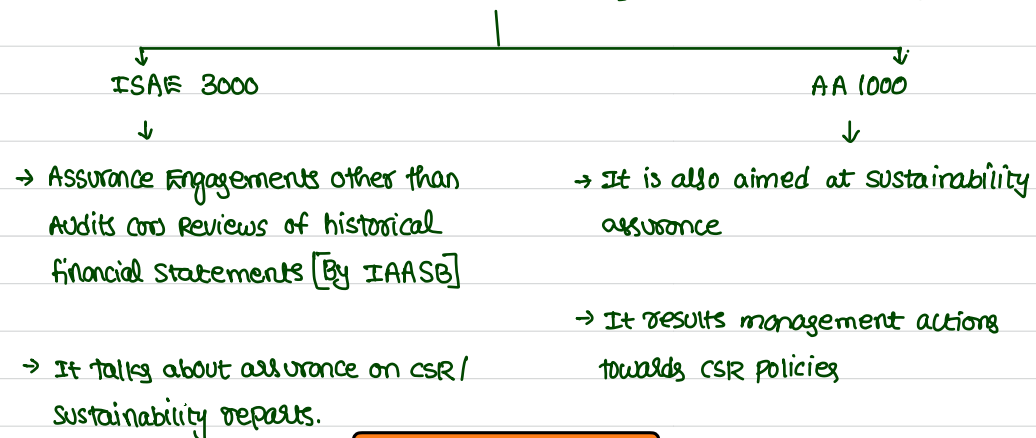 ISAE 3000
AA 1000
→ Assurance Engagements other than
Audits (or) Reviews of historical
financial statements [By IAASB]
→ It talks about assurance on CSR/
Sustainability reports.
→ It is also aimed at sustainability
assurance
→ It results management actions
towards CSR policies